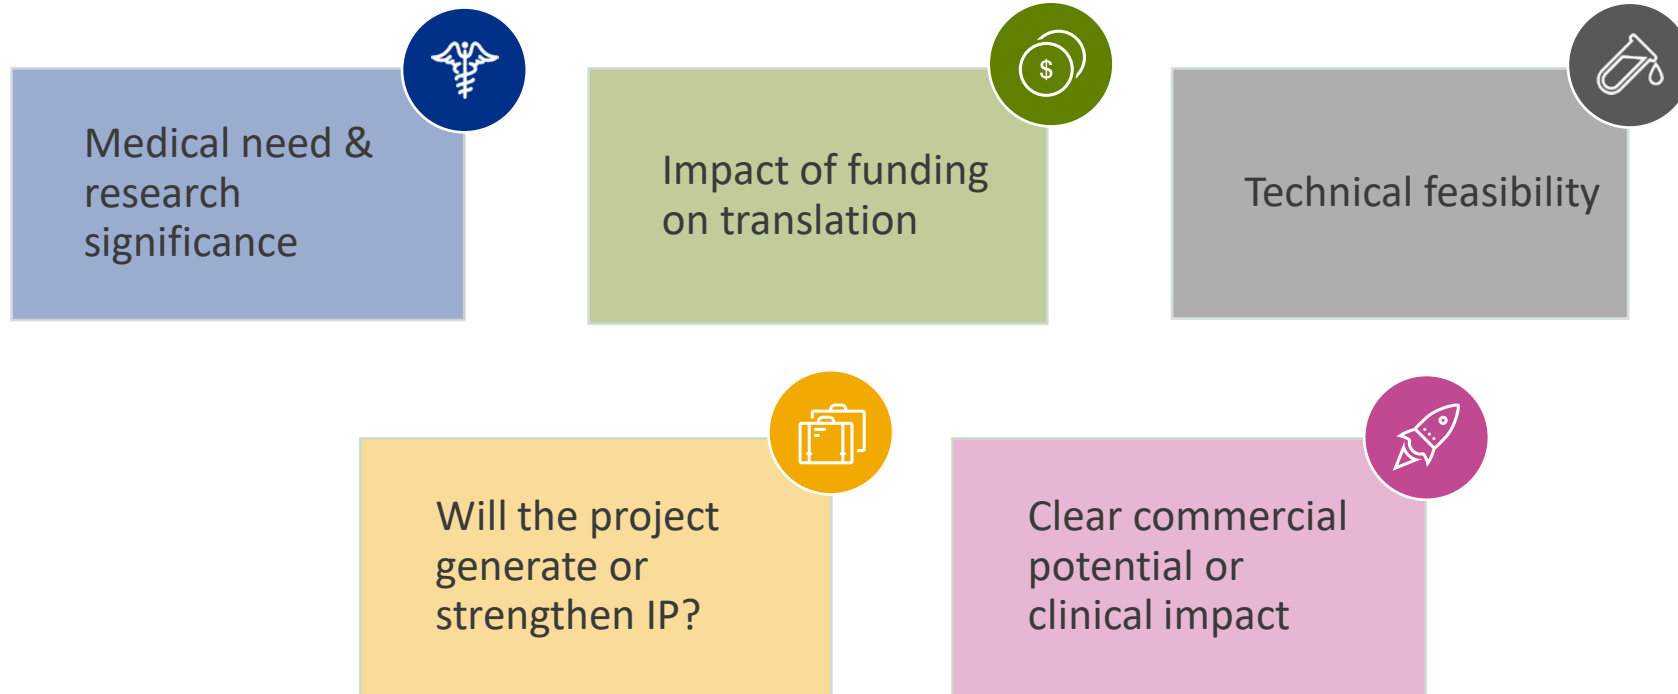 Medical need &
research
significance
$
Impact of funding
on translation
Technical feasibility
Will the project
generate or
strengthen IP?
Clear commercial
potential or
clinical impact